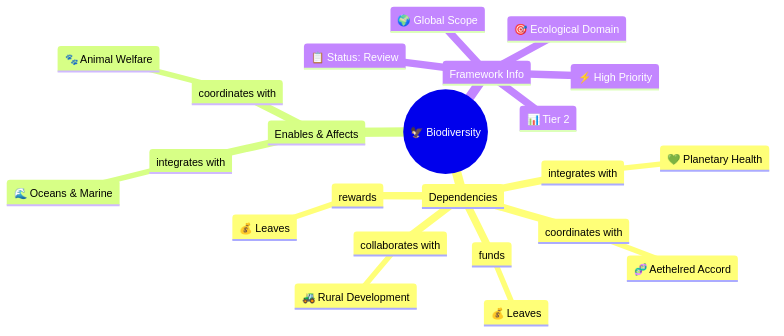 🌍 Global Scope
🎯 Ecological Domain
📋 Status: Review
Framework Info
⚡ High Priority
📊 Tier 2
🐾 Animal Welfare
coordinates with
Enables & Affects
integrates with
🌊 Oceans & Marine
🦅 Biodiversity
Dependencies
integrates with
💚 Planetary Health
coordinates with
🧬 Aethelred Accord
rewards
💰 Leaves
collaborates with
🚜 Rural Development
funds
💰 Leaves